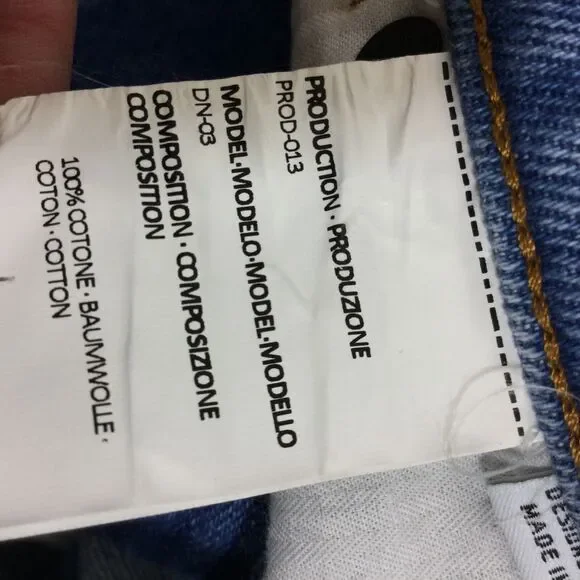 PRODUCTION · PRODUZIONE
PROD-013
MODEL·MODELO·MODEL·MODELLO
DN-03
COMPOSITION · COMPOSIZIONE
COMPOSITION
100% COTONE · BAUMWOLLE ·
COTON · COTTON
MADE